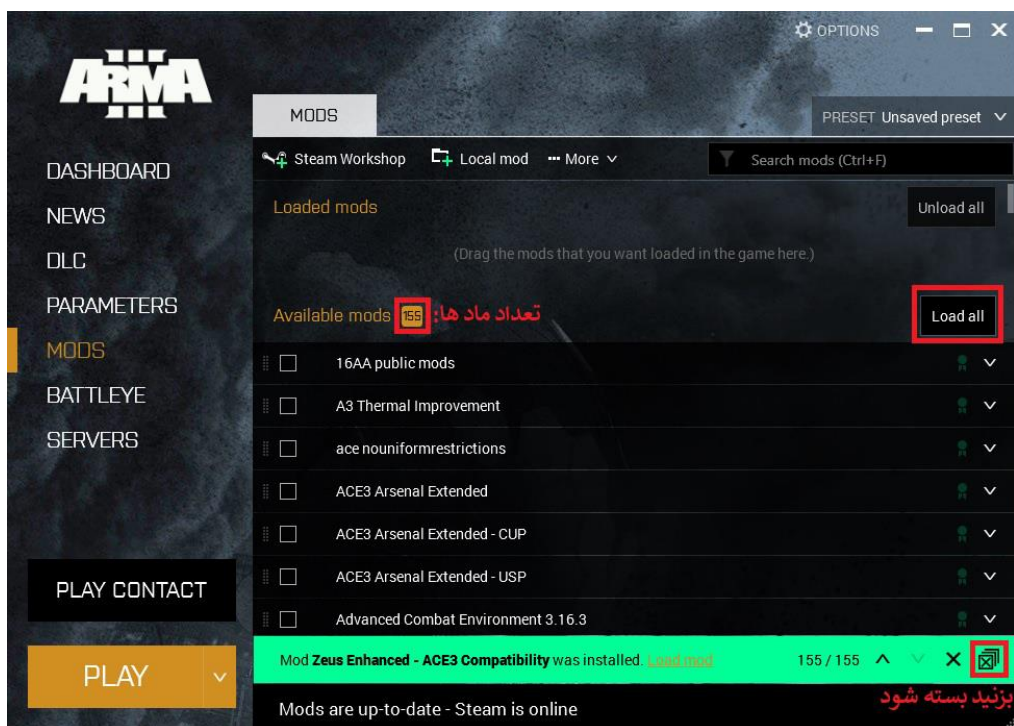 OPTIONS
ARMA III
MODS
PRESET Unsaved preset
Steam Workshop Local mod More Search mods (Ctrl+F)
DASHBOARD
NEWS
DLC
PARAMETERS
MODS
BATTLEYE
SERVERS
PLAY CONTACT
PLAY
Loaded mods Unload all
(Drag the mods that you want loaded in the game here.)
Available mods 155 تعداد ماد ها: Load all
16AA public mods
A3 Thermal Improvement
ace nouniformrestrictions
ACE3 Arsenal Extended
ACE3 Arsenal Extended - CUP
ACE3 Arsenal Extended - USP
Advanced Combat Environment 3.16.3
Mod Zeus Enhanced - ACE3 Compatibility was installed. Load mod 155 / 155
بزنید بسته شود
Mods are up-to-date - Steam is online